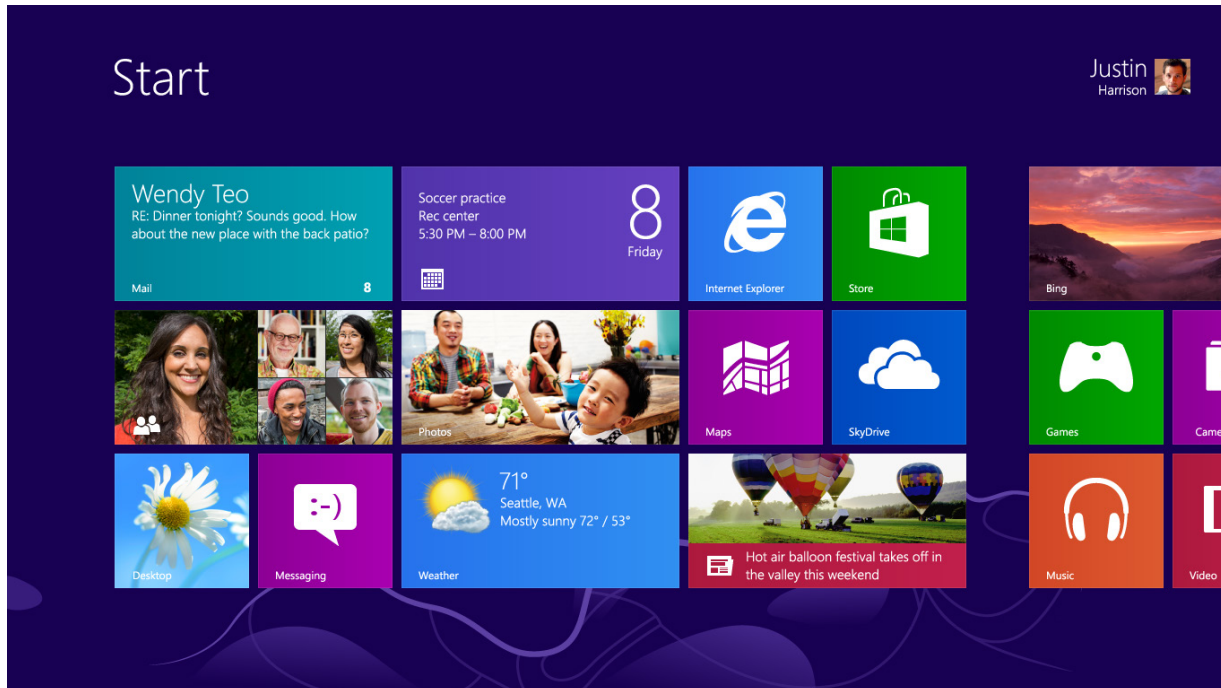 Start
Justin
Harrison
Wendy Teo
RE: Dinner tonight? Sounds good. How
about the new place with the back patio?
Mail
8
Soccer practice
Rec center
5:30 PM – 8:00 PM
8
Friday
Internet Explorer
Store
Bing
Photos
Maps
SkyDrive
Games
Came
Desktop
:-)
Messaging
71°
Seattle, WA
Mostly sunny 72° / 53°
Weather
Hot air balloon festival takes off in
the valley this weekend
Music
Video